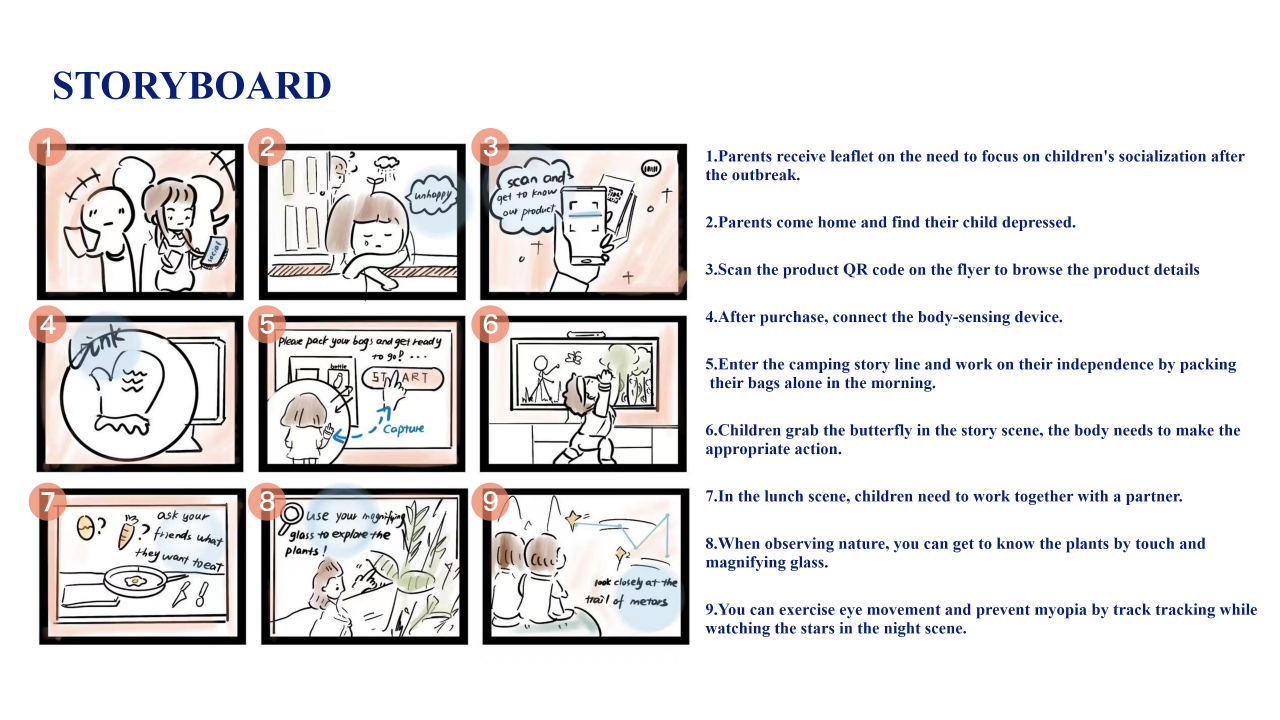 STORYBOARD
1
social
2
unhappy
3
scan and
get to know
our product
4
Link
5
Please pack your bags and get ready
to go! ...
bottle
START
Capture
6
7
? ?
ask your
friends what
they want to eat
8
use your magnifying
glass to explore the
plants!
9
2
look closely at the
trail of meteors
1.Parents receive leaflet on the need to focus on children's socialization after
the outbreak.
2.Parents come home and find their child depressed.
3.Scan the product QR code on the flyer to browse the product details
4.After purchase, connect the body-sensing device.
5.Enter the camping story line and work on their independence by packing
their bags alone in the morning.
6.Children grab the butterfly in the story scene, the body needs to make the
appropriate action.
7.In the lunch scene, children need to work together with a partner.
8.When observing nature, you can get to know the plants by touch and
magnifying glass.
9.You can exercise eye movement and prevent myopia by track tracking while
watching the stars in the night scene.